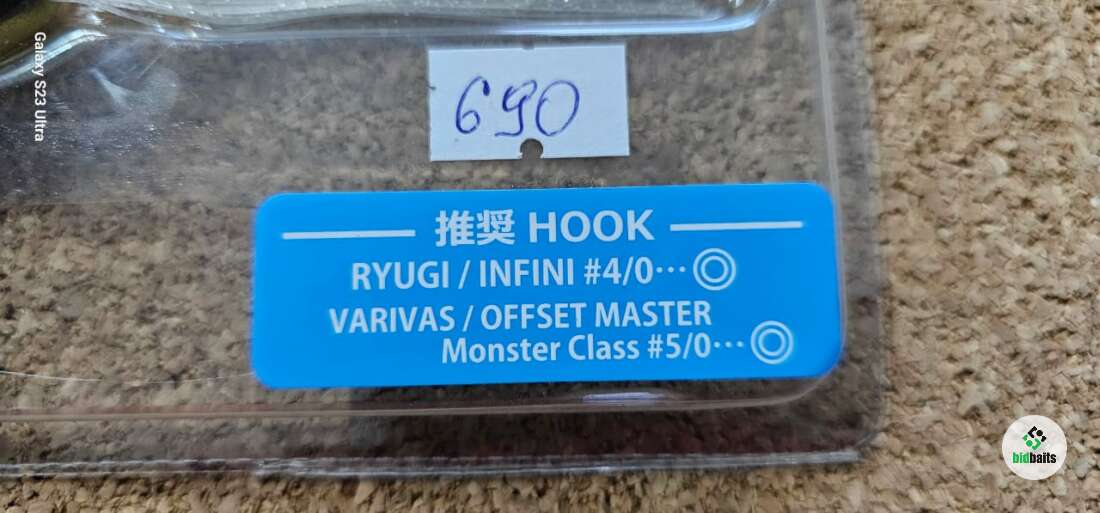 Galaxy S23 Ultra
690
推奨 HOOK
RYUGI / INFINI #4/0…◎
VARIVAS / OFFSET MASTER
Monster Class #5/0…◎
bidbaits